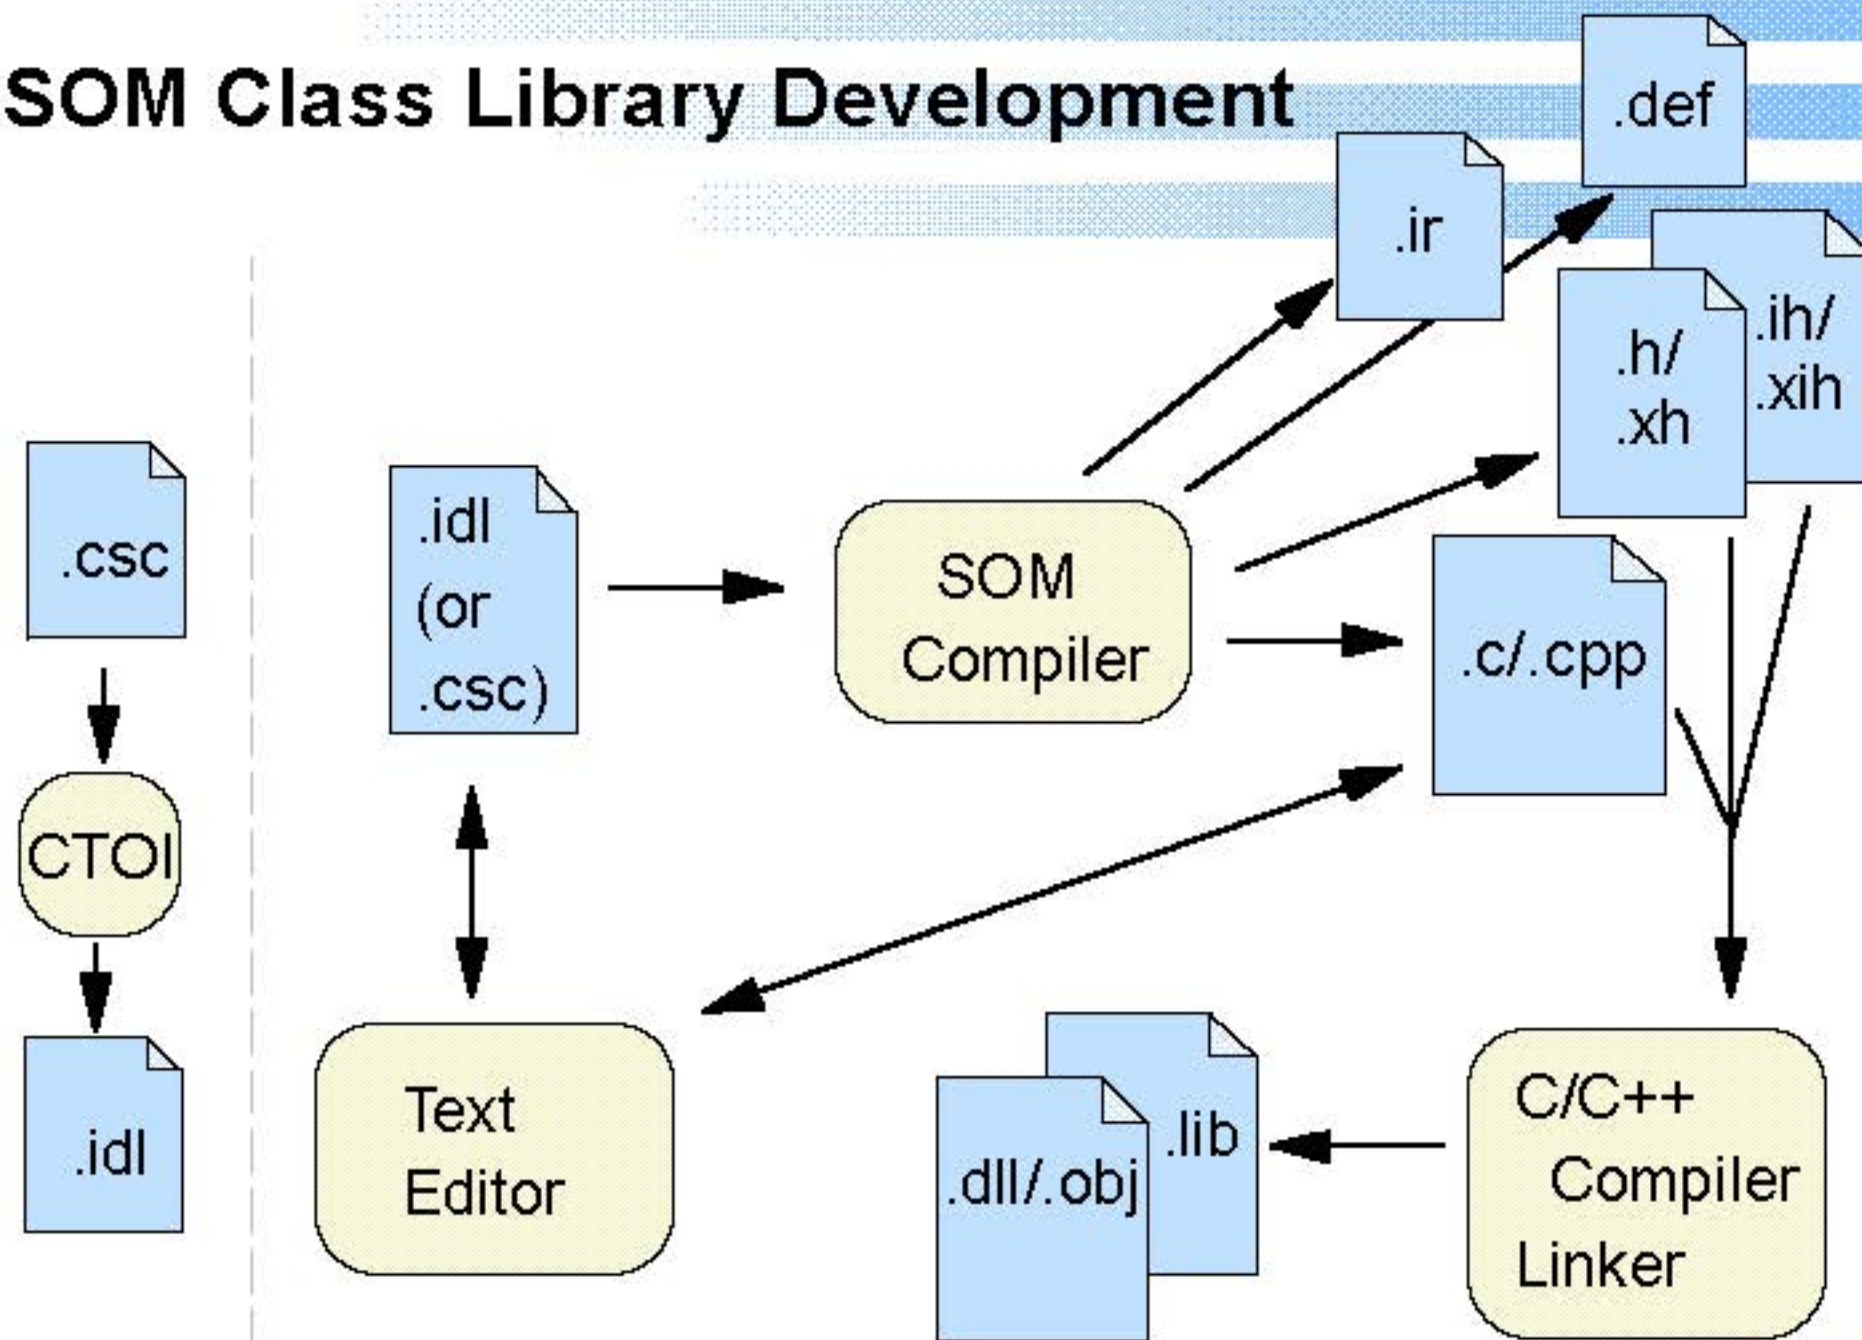 SOM Class Library Development
.def
.ir
.ih/
.xih
.h/
.xh
.csc
.idl
(or
.csc)
SOM
Compiler
.c/.cpp
CTOI
.idl
Text
Editor
.lib
.dll/.obj
C/C++
Compiler
Linker